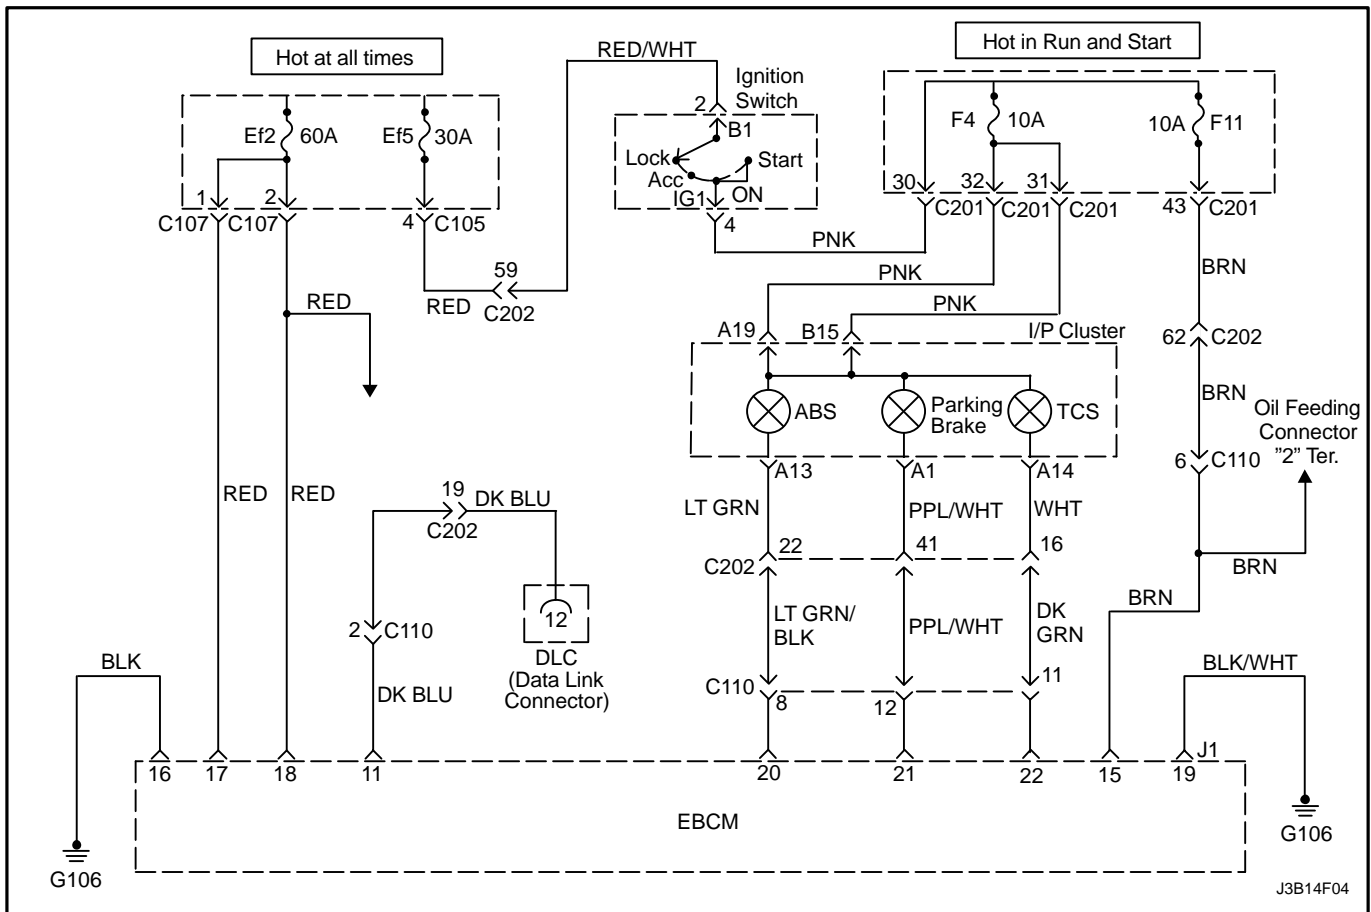 Hot at all times
RED/WHT
Hot in Run and Start
Ignition
Switch
2
B1
Lock
Start
Acc
ON
IG1
4
Ef2 60A
Ef5 30A
1
2
C107 C107
4 C105
F4 10A
10A F11
30
32
31
C201 C201 C201
43 C201
PNK
PNK
PNK
BRN
59
RED
C202
RED
A19
B15
I/P Cluster
62 C202
ABS
Parking
Brake
TCS
BRN
Oil Feeding
Connector
”2” Ter.
6 C110
A13
A1
A14
RED
RED
19
DK BLU
C202
LT GRN
PPL/WHT
WHT
22
41
16
C202
BRN
BRN
12
DLC
(Data Link
Connector)
2 C110
DK BLU
LT GRN/
BLK
PPL/WHT
DK
GRN
BLK
BLK/WHT
C110
8
12
11
J1
16
17
18
11
20
21
22
15
19
EBCM
G106
G106
J3B14F04